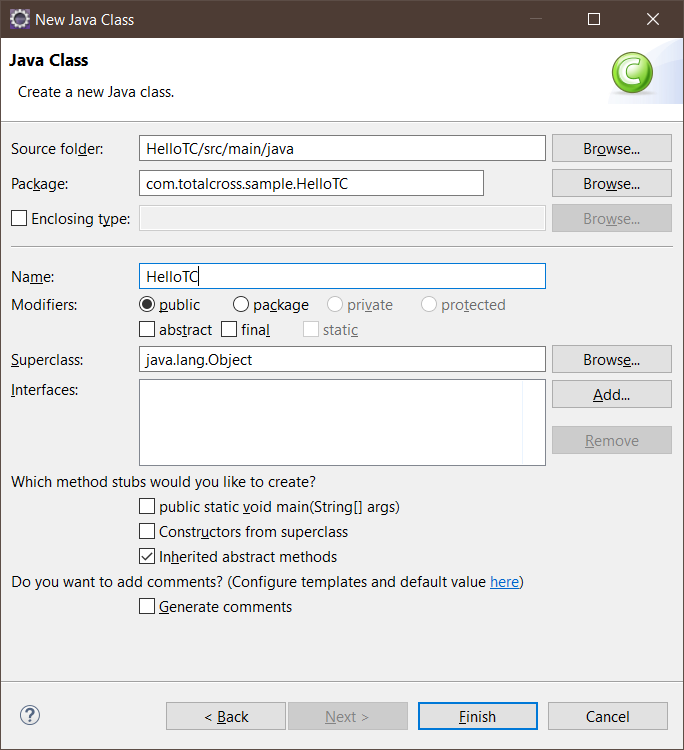 New Java Class
Java Class
Create a new Java class.
Source folder: HelloTC/src/main/java Browse...
Package: com.totalcross.sample.HelloTC Browse...
Enclosing type: Browse...
Name: HelloTC
Modifiers: public package private protected
abstract final static
Superclass: java.lang.Object Browse...
Interfaces: Add...
Remove
Which method stubs would you like to create?
public static void main(String[] args)
Constructors from superclass
Inherited abstract methods
Do you want to add comments? (Configure templates and default value here)
Generate comments
? < Back Next > Finish Cancel